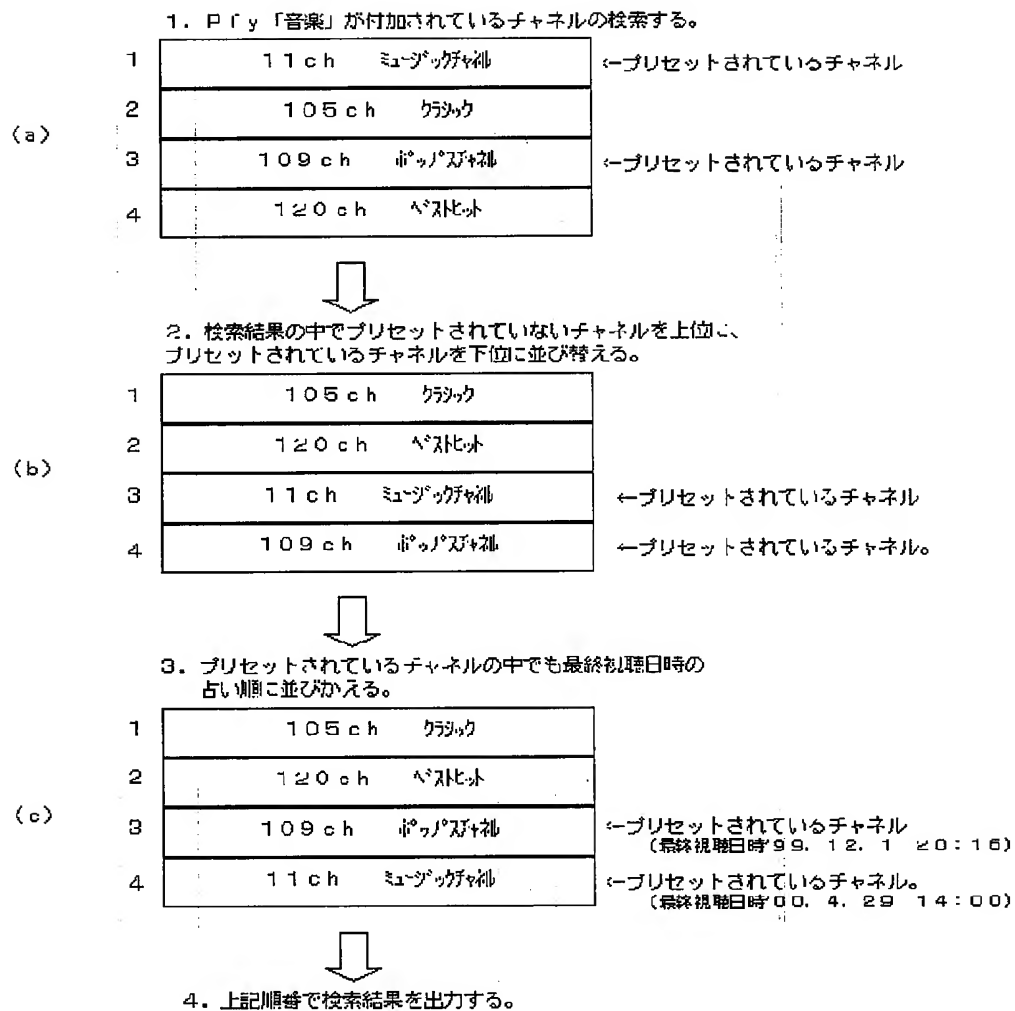 1. Pty「音楽」が付加されているチャネルの検索する。
1 11ch ミュージックチャネル ←プリセットされているチャネル
2 105ch クラシック
(a)
3 109ch ポップスチャネル ←プリセットされているチャネル
4 120ch ベストヒット
2. 検索結果の中でプリセットされていないチャネルを上位に、
プリセットされているチャネルを下位に並び替える。
1 105ch クラシック
2 120ch ベストヒット
(b)
3 11ch ミュージックチャネル ←プリセットされているチャネル
4 109ch ポップスチャネル ←プリセットされているチャネル。
3. プリセットされているチャネルの中でも最終視聴日時の
古い順に並びかえる。
1 105ch クラシック
2 120ch ベストヒット
(c)
3 109ch ポップスチャネル ←プリセットされているチャネル
(最終視聴日時'99. 12. 1 20:16)
4 11ch ミュージックチャネル ←プリセットされているチャネル。
(最終視聴日時'00. 4. 29 14:00)
4. 上記順番で検索結果を出力する。